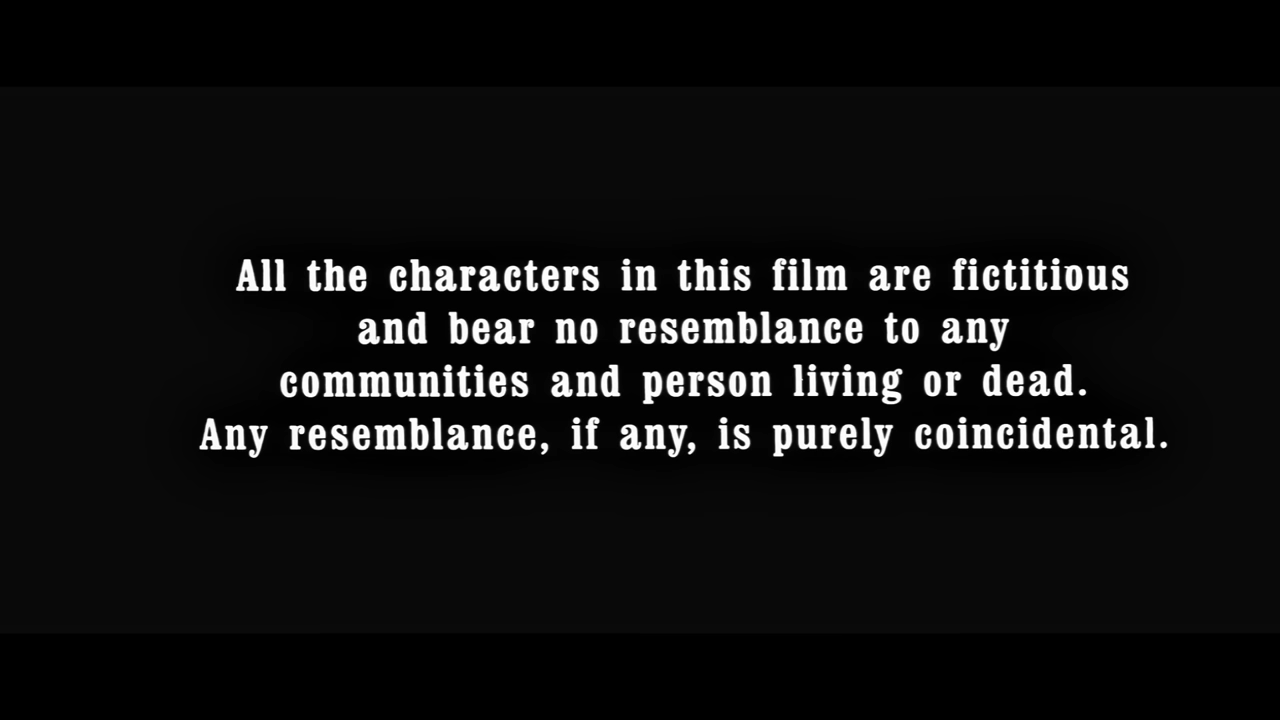 All the characters in this film are fictitious
and bear no resemblance to any
communities and person living or dead.
Any resemblance, if any, is purely coincidental.